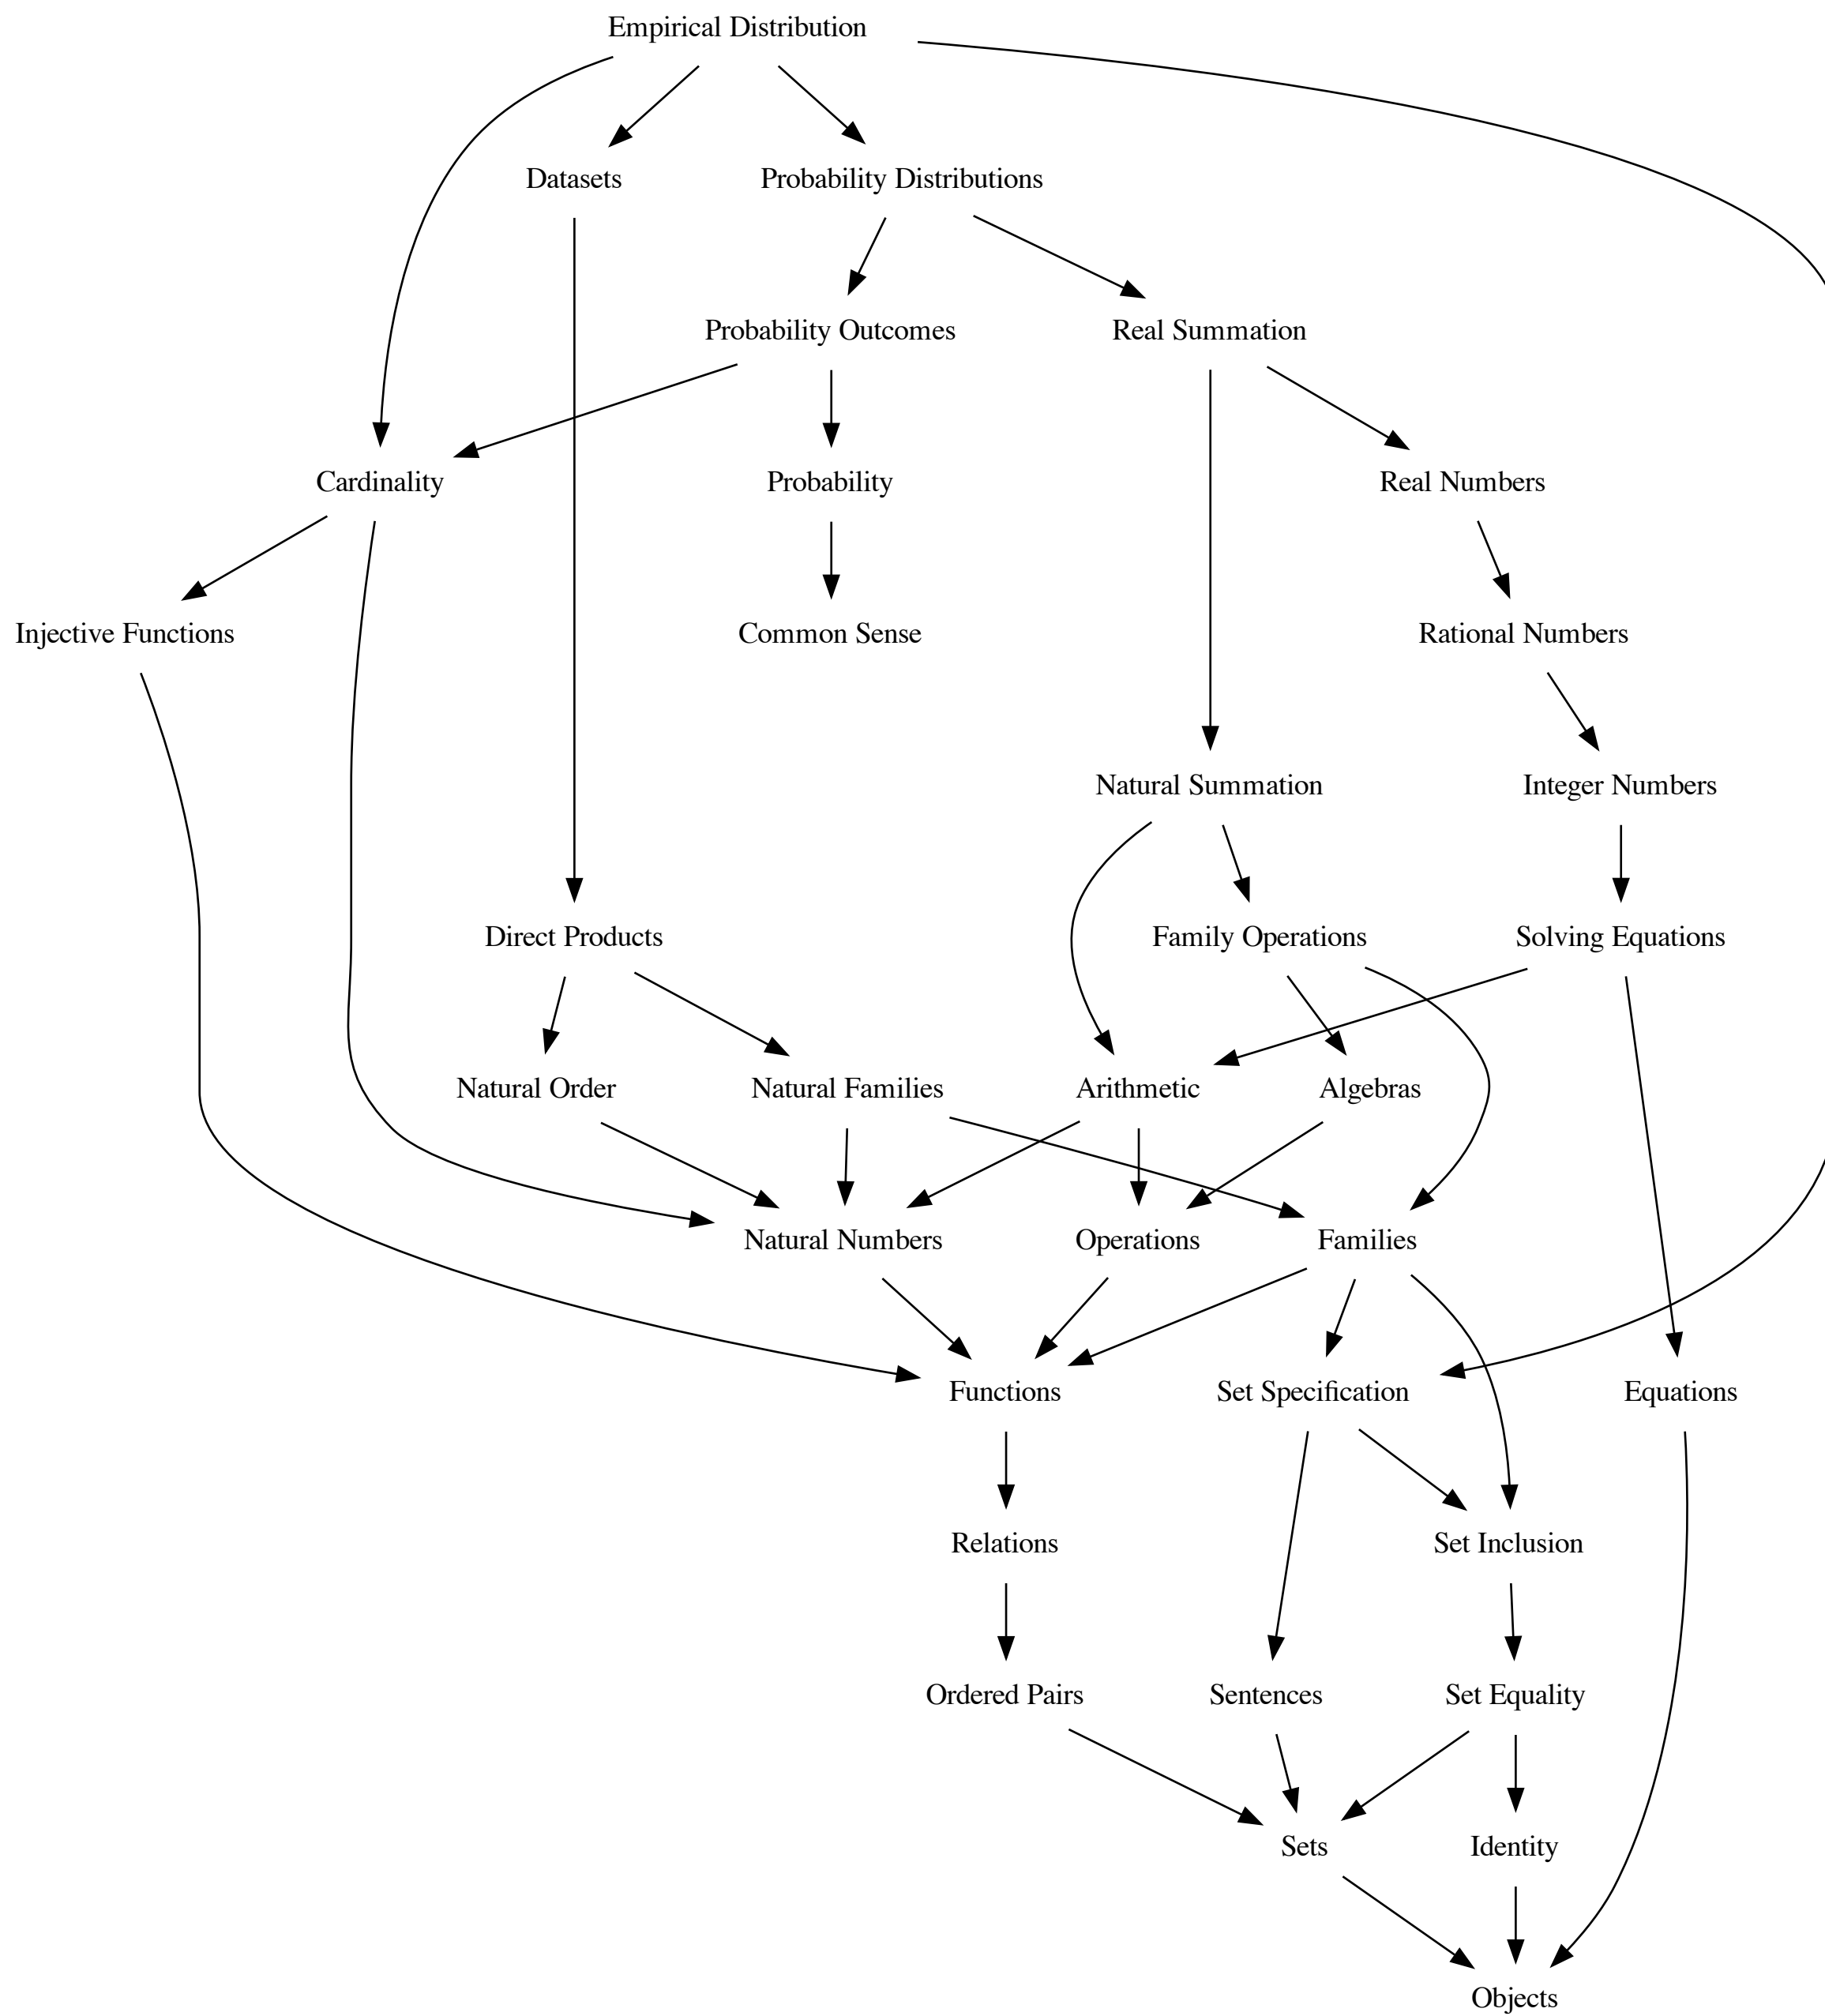 Empirical Distribution
Datasets
Probability Distributions
Probability Outcomes
Real Summation
Cardinality
Probability
Real Numbers
Injective Functions
Common Sense
Rational Numbers
Natural Summation
Integer Numbers
Direct Products
Family Operations
Solving Equations
Natural Order
Natural Families
Arithmetic
Algebras
Natural Numbers
Operations
Families
Functions
Set Specification
Equations
Relations
Set Inclusion
Ordered Pairs
Sentences
Set Equality
Sets
Identity
Objects